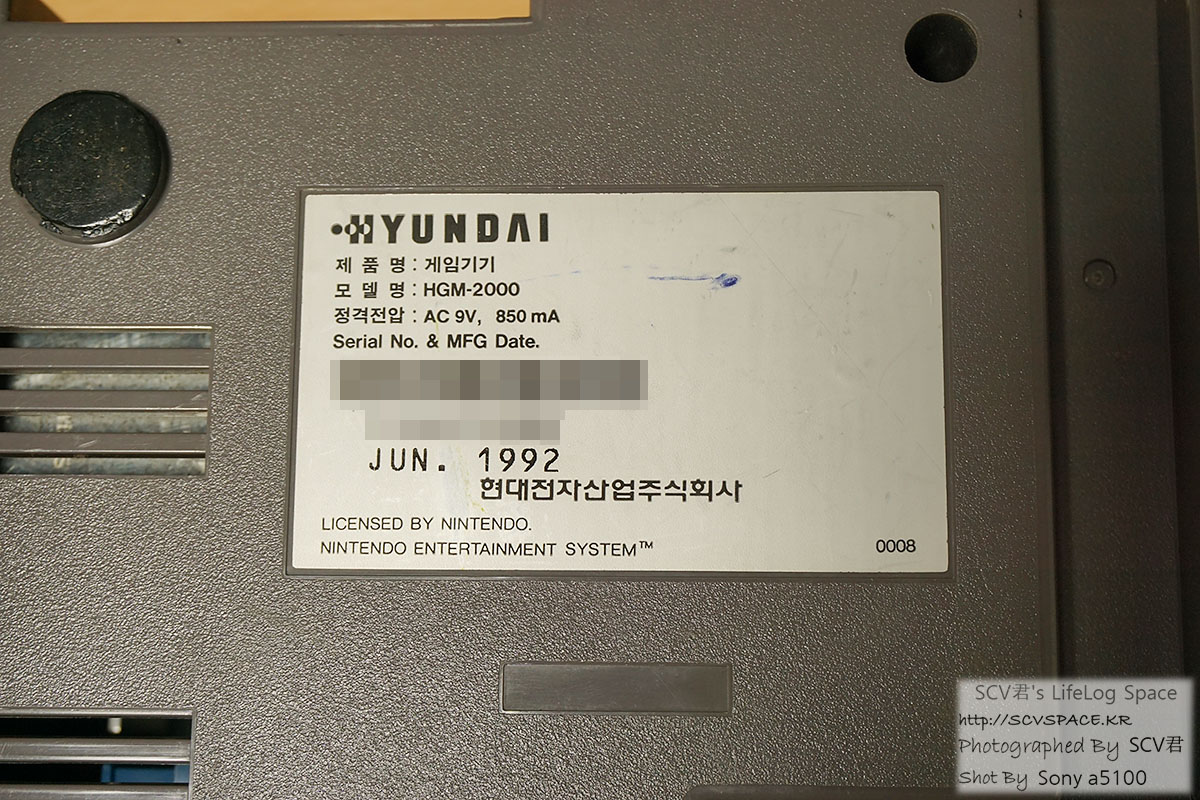 HYUNDAI
제 품 명 : 게임기기
모 델 명 : HGM-2000
정격전압 : AC 9V, 850 mA
Serial No. & MFG Date.
JUN. 1992
현대전자산업주식회사
LICENSED BY NINTENDO.
NINTENDO ENTERTAINMENT SYSTEM™ 0008
SCV君's LifeLog Space
http://SCVSPACE.KR
Photographed By SCV君
Shot By Sony a5100